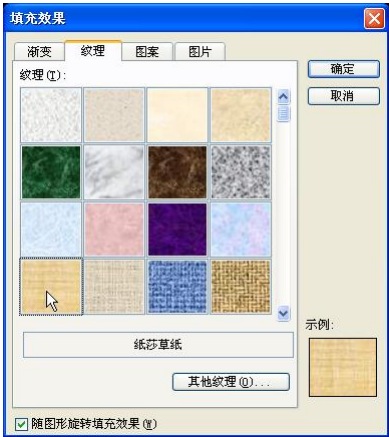 填充效果
渐变 纹理 图案 图片
纹理(T):
确定
取消
纸莎草纸
示例:
其他纹理(O)...
随图形旋转填充效果(W)